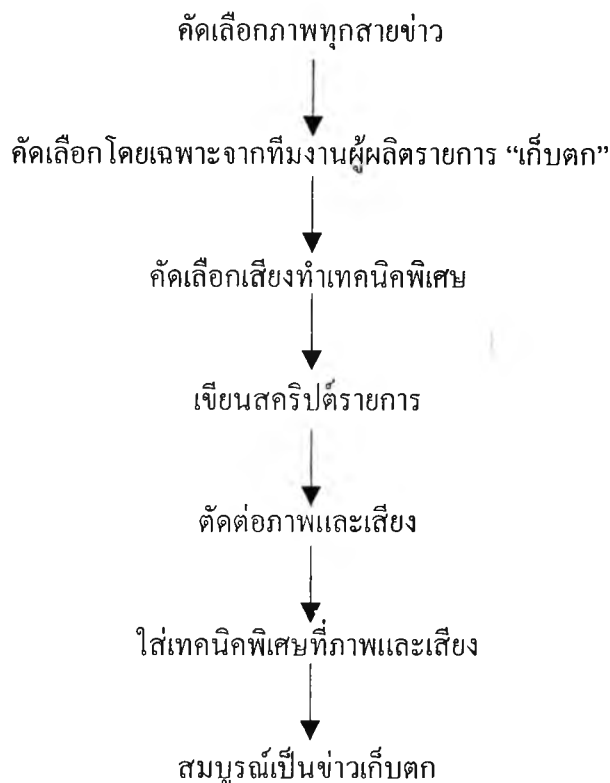 คัดเลือกภาพทุกสายข่าว
คัดเลือกโดยเฉพาะจากทีมงานผู้ผลิตรายการ “เก็บตก”
คัดเลือกเสียงทำเทคนิคพิเศษ
เขียนสคริปต์รายการ
ตัดต่อภาพและเสียง
ใส่เทคนิคพิเศษที่ภาพและเสียง
สมบูรณ์เป็นข่าวเก็บตก